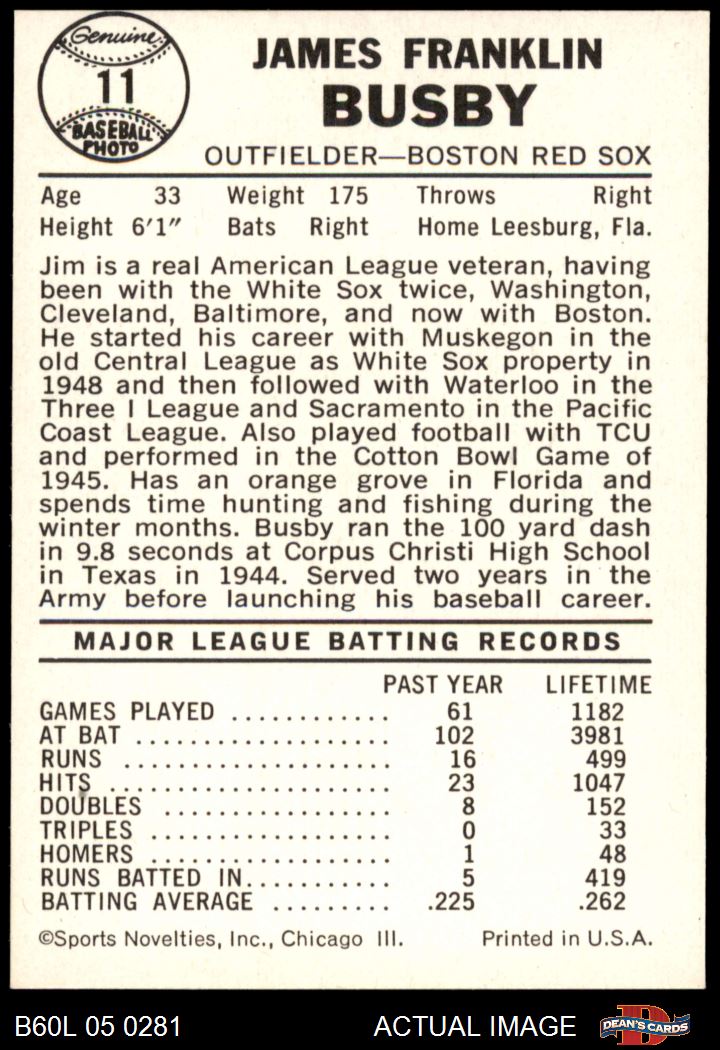 Genuine
11
BASEBALL
PHOTO
JAMES FRANKLIN
BUSBY
OUTFIELDER—BOSTON RED SOX
Age 33 Weight 175 Throws Right
Height 6'1" Bats Right Home Leesburg, Fla.
Jim is a real American League veteran, having
been with the White Sox twice, Washington,
Cleveland, Baltimore, and now with Boston.
He started his career with Muskegon in the
old Central League as White Sox property in
1948 and then followed with Waterloo in the
Three I League and Sacramento in the Pacific
Coast League. Also played football with TCU
and performed in the Cotton Bowl Game of
1945. Has an orange grove in Florida and
spends time hunting and fishing during the
winter months. Busby ran the 100 yard dash
in 9.8 seconds at Corpus Christi High School
in Texas in 1944. Served two years in the
Army before launching his baseball career.
MAJOR LEAGUE BATTING RECORDS
PAST YEAR LIFETIME
GAMES PLAYED ............ 61 1182
AT BAT ................... 102 3981
RUNS .................... 16 499
HITS ..................... 23 1047
DOUBLES ................. 8 152
TRIPLES .................. 0 33
HOMERS .................. 1 48
RUNS BATTED IN........... 5 419
BATTING AVERAGE ......... .225 .262
©Sports Novelties, Inc., Chicago Ill. Printed in U.S.A.
B60L 05 0281 ACTUAL IMAGE D DEAN'S CARDS